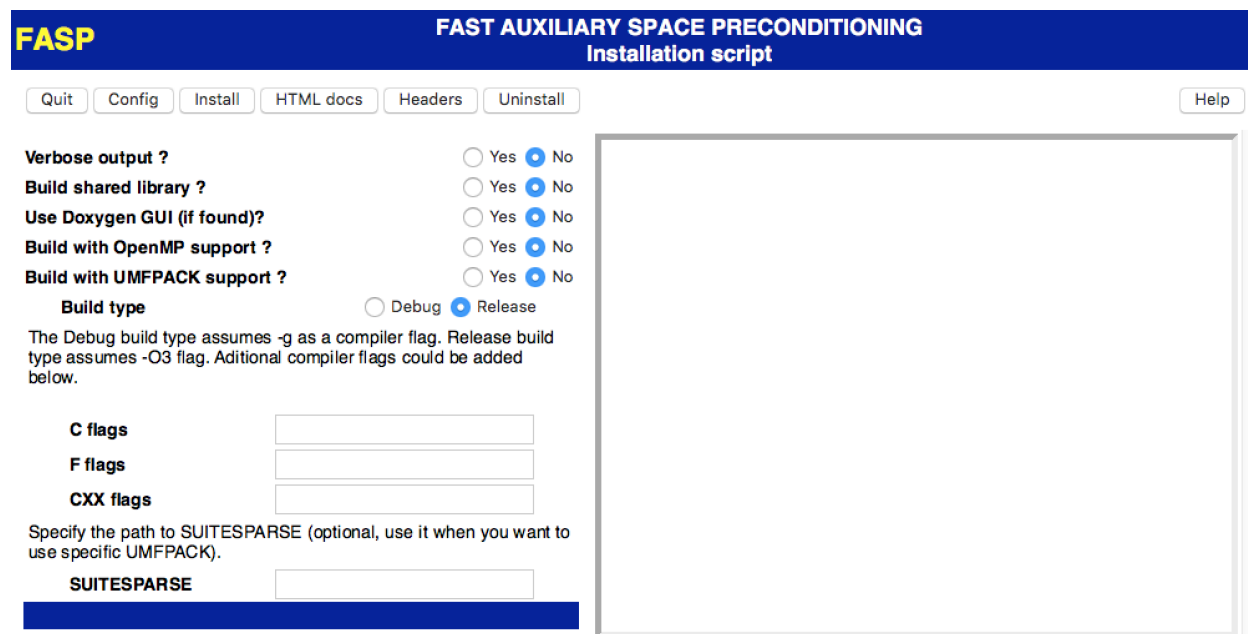 FASP
FAST AUXILIARY SPACE PRECONDITIONING
Installation script
Quit Config Install HTML docs Headers Uninstall Help
Verbose output ? Yes No
Build shared library ? Yes No
Use Doxygen GUI (if found)? Yes No
Build with OpenMP support ? Yes No
Build with UMFPACK support ? Yes No
Build type Debug Release
The Debug build type assumes -g as a compiler flag. Release build
type assumes -O3 flag. Aditional compiler flags could be added
below.
C flags
F flags
CXX flags
Specify the path to SUITESPARSE (optional, use it when you want to
use specific UMFPACK).
SUITESPARSE